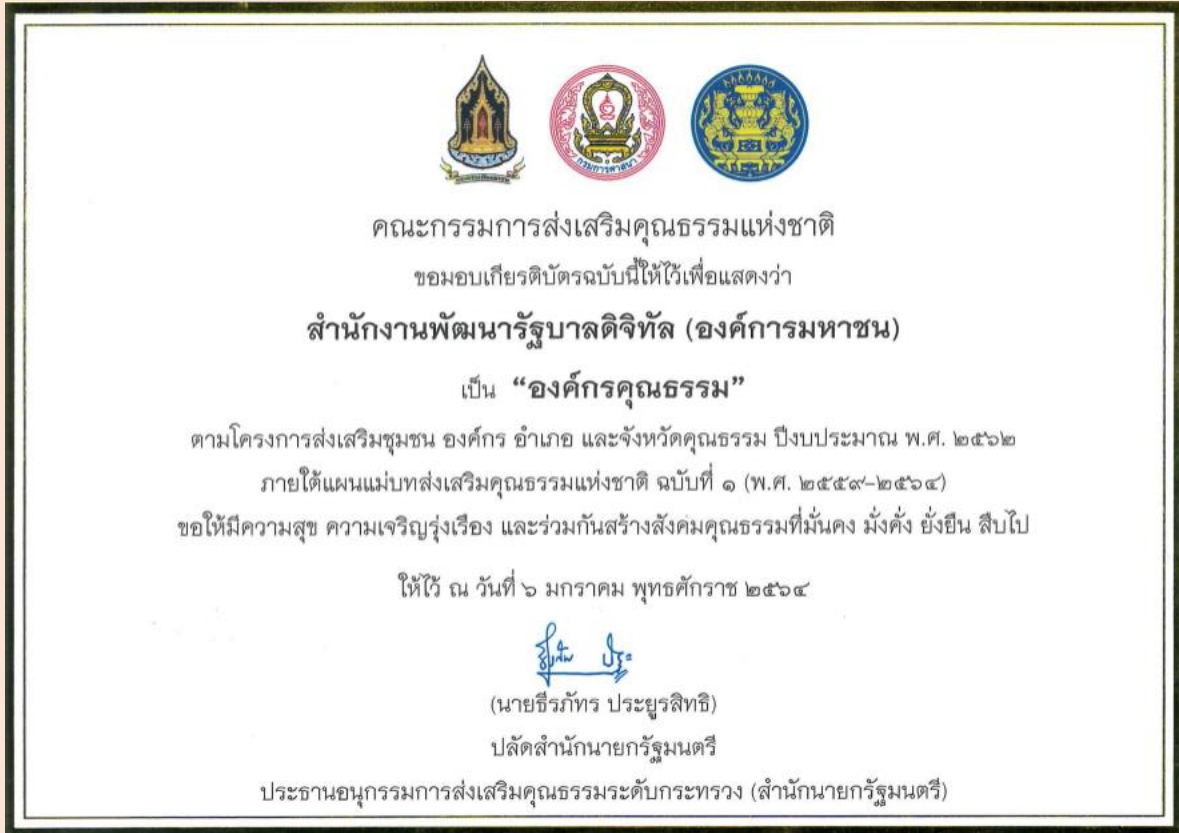 กรมการศาสนา
คณะกรรมการส่งเสริมคุณธรรมแห่งชาติ
ขอมอบเกียรติบัตรฉบับนี้ให้ไว้เพื่อแสดงว่า
สำนักงานพัฒนารัฐบาลดิจิทัล (องค์การมหาชน)
เป็น “องค์กรคุณธรรม”
ตามโครงการส่งเสริมชุมชน องค์กร อำเภอ และจังหวัดคุณธรรม ปีงบประมาณ พ.ศ. ๒๕๖๒
ภายใต้แผนแม่บทส่งเสริมคุณธรรมแห่งชาติ ฉบับที่ ๑ (พ.ศ. ๒๕๕๙-๒๕๖๔)
ขอให้มีความสุข ความเจริญรุ่งเรือง และร่วมกันสร้างสังคมคุณธรรมที่มั่นคง มั่งคั่ง ยั่งยืน สืบไป
ให้ไว้ ณ วันที่ ๖ มกราคม พุทธศักราช ๒๕๖๔
(นายธีรภัทร ประยูรสิทธิ)
ปลัดสำนักนายกรัฐมนตรี
ประธานอนุกรรมการส่งเสริมคุณธรรมระดับกระทรวง (สำนักนายกรัฐมนตรี)